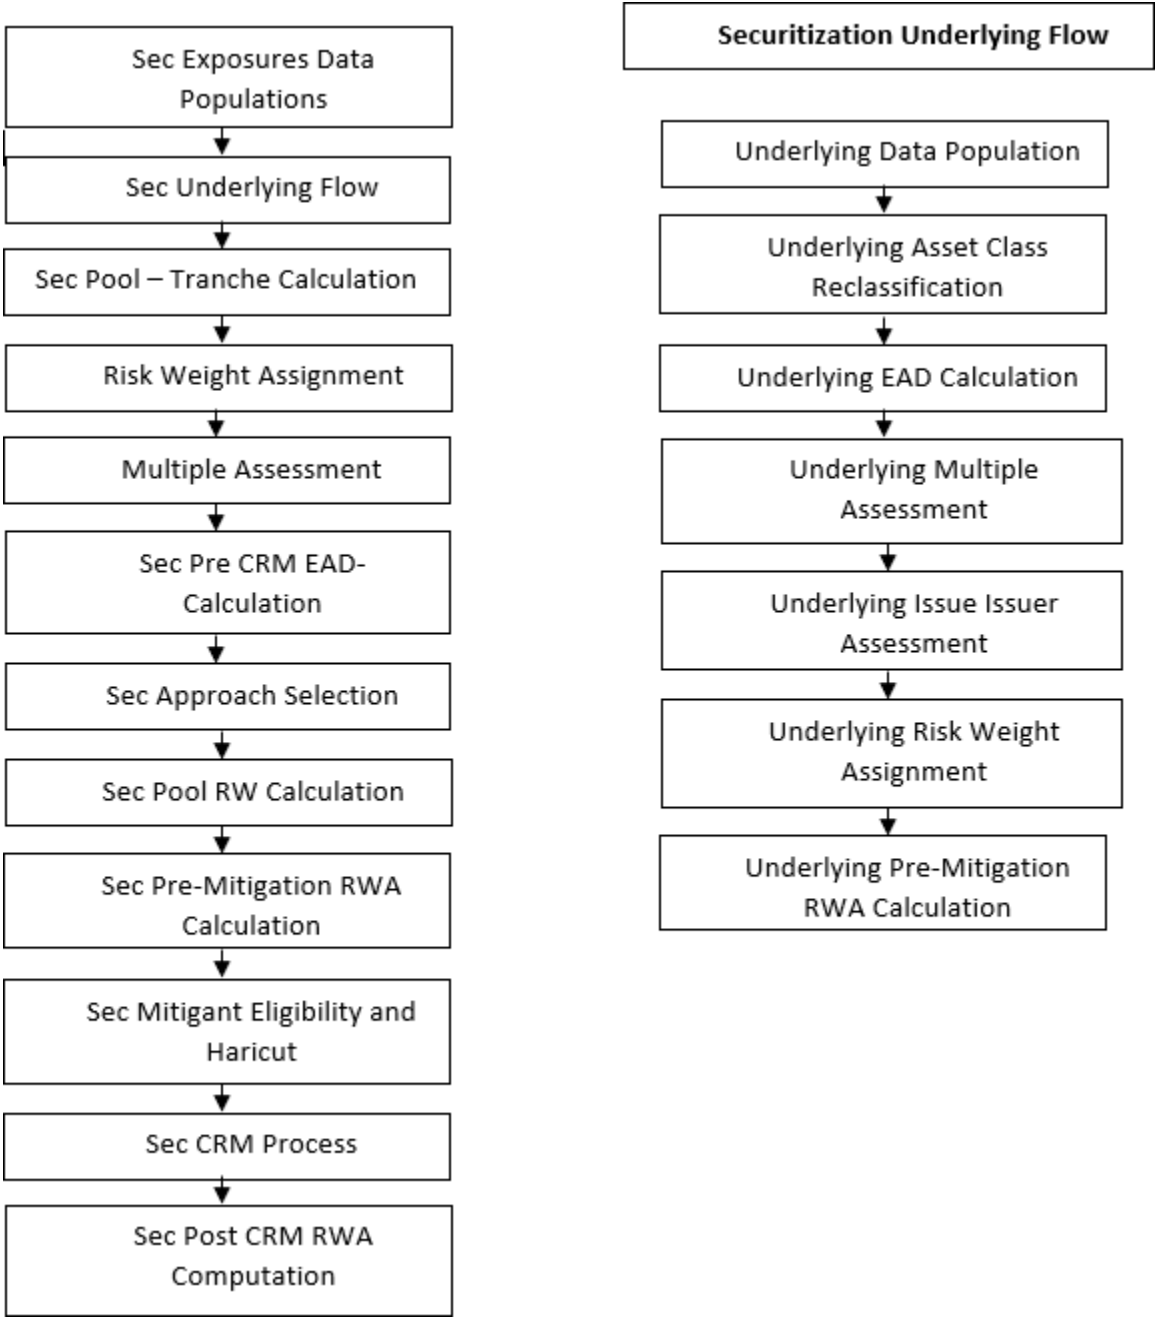 Sec Exposures Data
Populations
Sec Underlying Flow
Sec Pool – Tranche Calculation
Risk Weight Assignment
Multiple Assessment
Sec Pre CRM EAD-
Calculation
Sec Approach Selection
Sec Pool RW Calculation
Sec Pre-Mitigation RWA
Calculation
Sec Mitigant Eligibility and
Haricut
Sec CRM Process
Sec Post CRM RWA
Computation
Securitization Underlying Flow
Underlying Data Population
Underlying Asset Class
Reclassification
Underlying EAD Calculation
Underlying Multiple
Assessment
Underlying Issue Issuer
Assessment
Underlying Risk Weight
Assignment
Underlying Pre-Mitigation
RWA Calculation